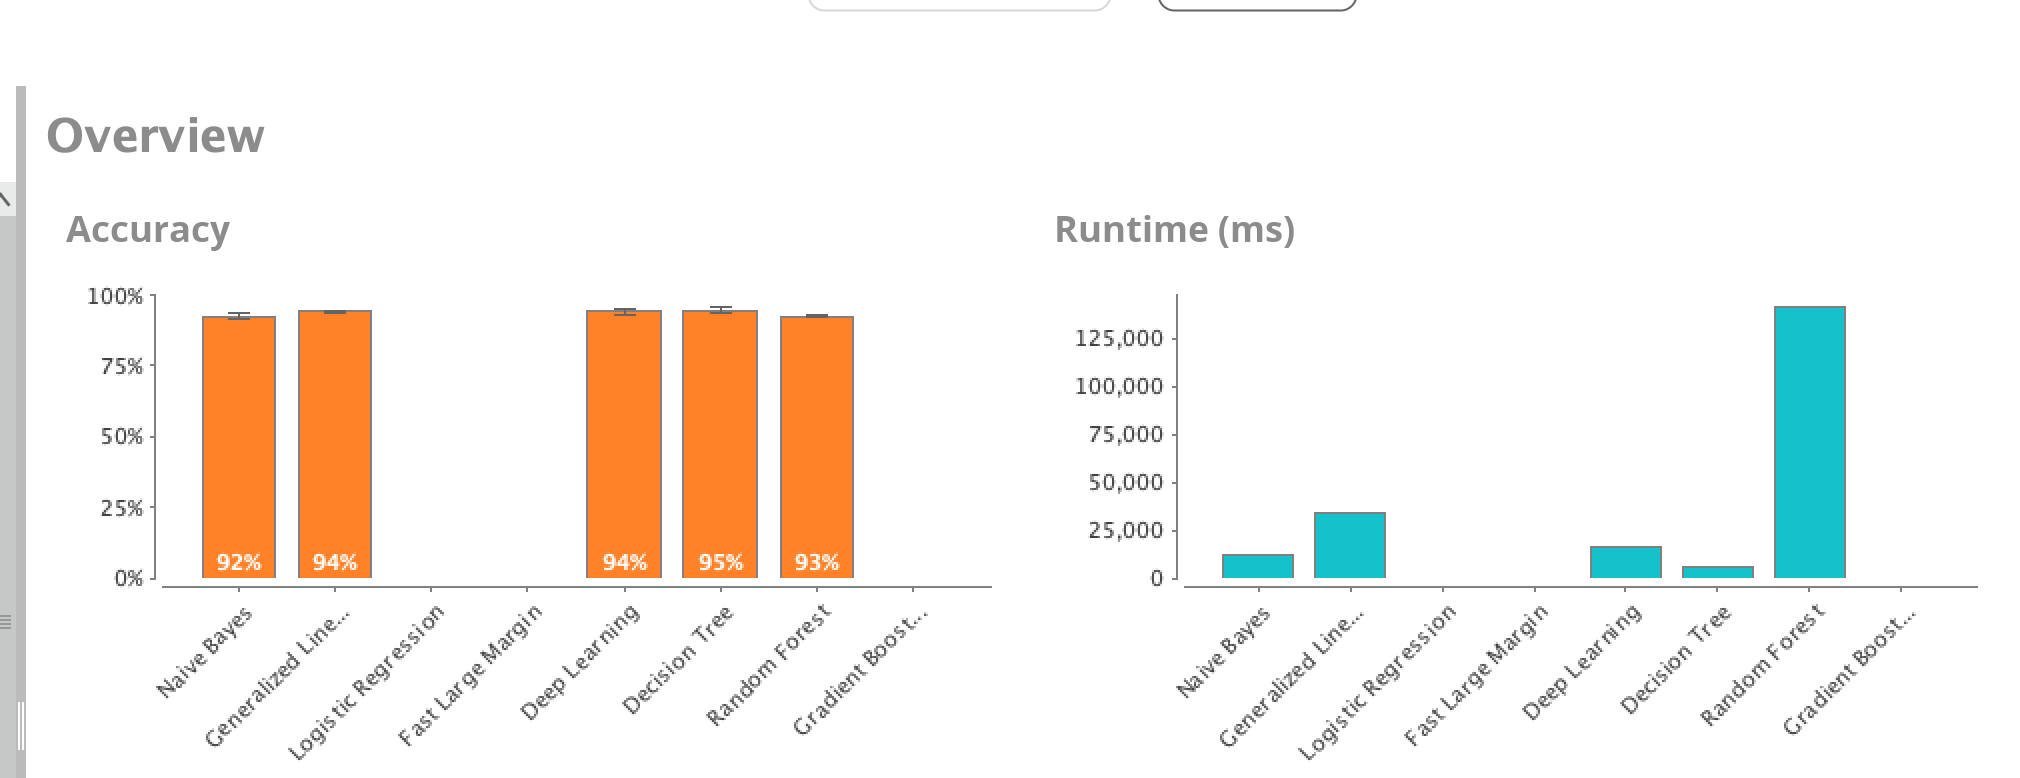 Overview
Accuracy
100%
75%
50%
25%
0%
92%
94%
94%
95%
93%
Naive Bayes
Generalized Line...
Logistic Regression
Fast Large Margin
Deep Learning
Decision Tree
Random Forest
Gradient Boost...
Runtime (ms)
125,000
100,000
75,000
50,000
25,000
0
Naive Bayes
Generalized Line...
Logistic Regression
Fast Large Margin
Deep Learning
Decision Tree
Random Forest
Gradient Boost...